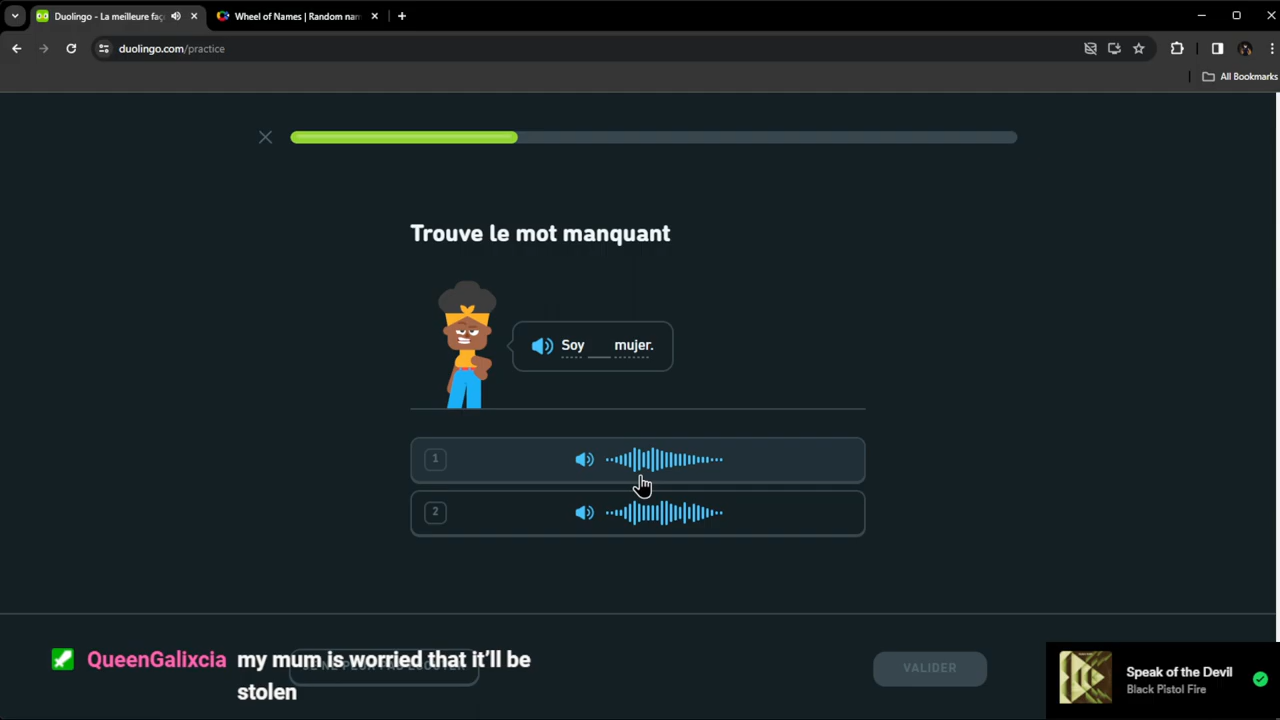 Duolingo - La meilleure faç
Wheel of Names | Random nam
duolingo.com/practice
All Bookmarks
Trouve le mot manquant
Soy ___ mujer.
1
2
QueenGalixcia my mum is worried that it'll be
stolen
VALIDER
Speak of the Devil
Black Pistol Fire